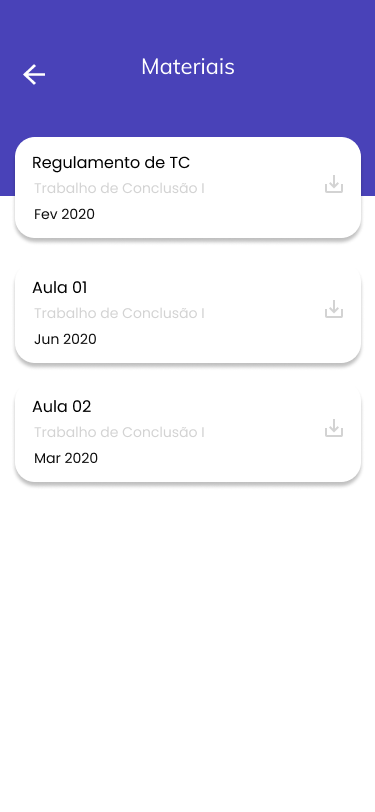 Materiais
Regulamento de TC
Trabalho de Conclusão I
Fev 2020
Aula 01
Trabalho de Conclusão I
Jun 2020
Aula 02
Trabalho de Conclusão I
Mar 2020